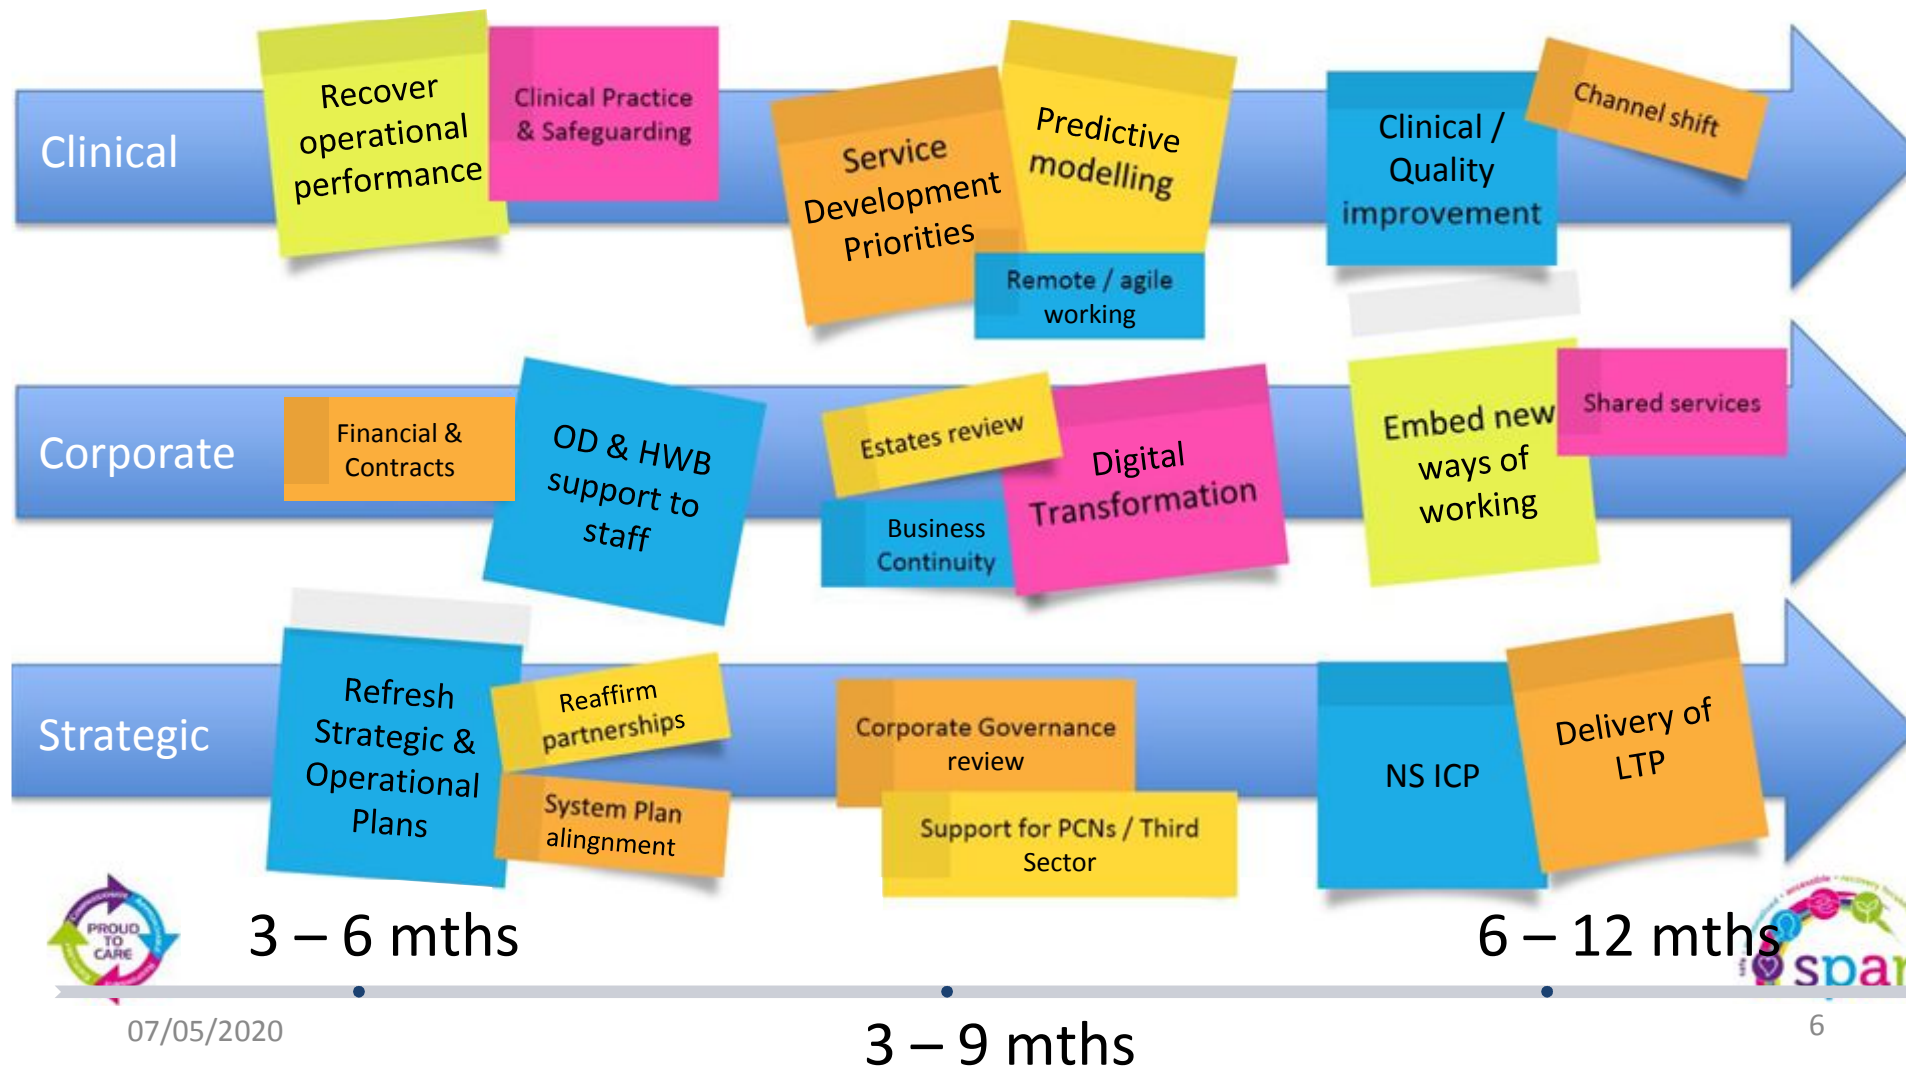 Clinical
Recover
operational
performance
Clinical Practice
& Safeguarding
Service
Development
Priorities
Predictive
modelling
Remote / agile
working
Clinical /
Quality
improvement
Channel shift
Corporate
Financial &
Contracts
OD & HWB
support to
staff
Estates review
Business
Continuity
Digital
Transformation
Embed new
ways of
working
Shared services
Strategic
Refresh
Strategic &
Operational
Plans
Reaffirm
partnerships
System Plan
alingnment
Corporate Governance
review
Support for PCNs / Third
Sector
NS ICP
Delivery of
LTP
PROUD
TO
CARE
3 – 6 mths
6 – 12 mths
spar
07/05/2020
3 – 9 mths
6